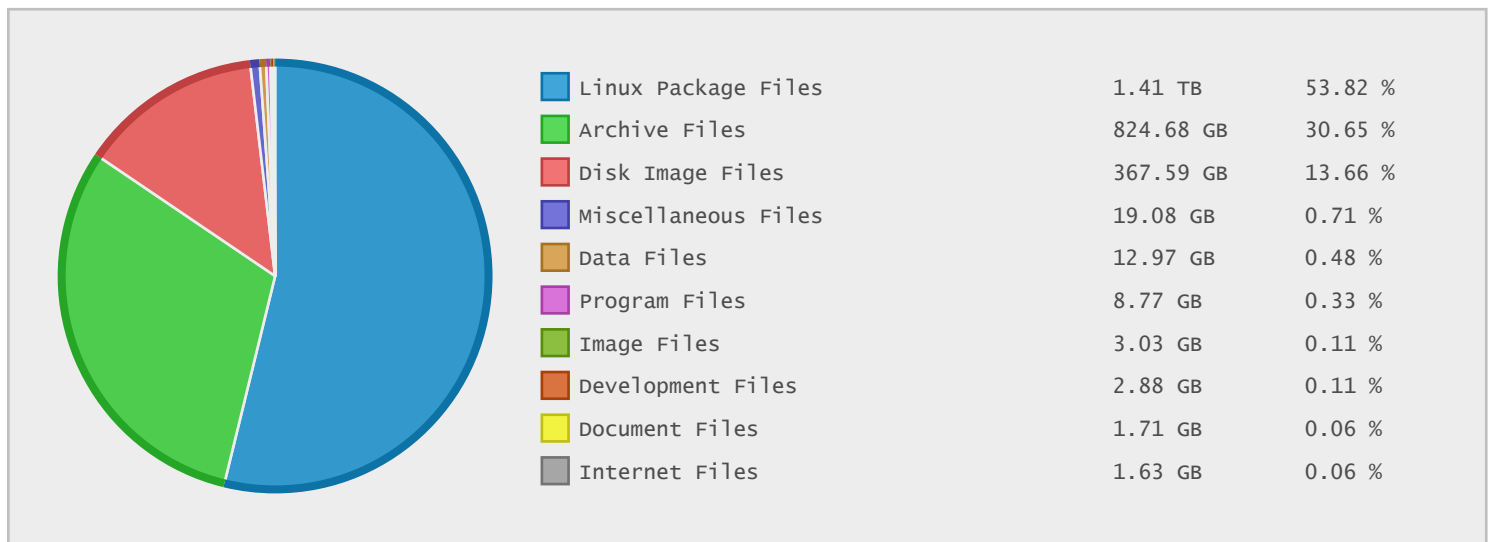 Linux Package Files 1.41 TB 53.82 %
Archive Files 824.68 GB 30.65 %
Disk Image Files 367.59 GB 13.66 %
Miscellaneous Files 19.08 GB 0.71 %
Data Files 12.97 GB 0.48 %
Program Files 8.77 GB 0.33 %
Image Files 3.03 GB 0.11 %
Development Files 2.88 GB 0.11 %
Document Files 1.71 GB 0.06 %
Internet Files 1.63 GB 0.06 %